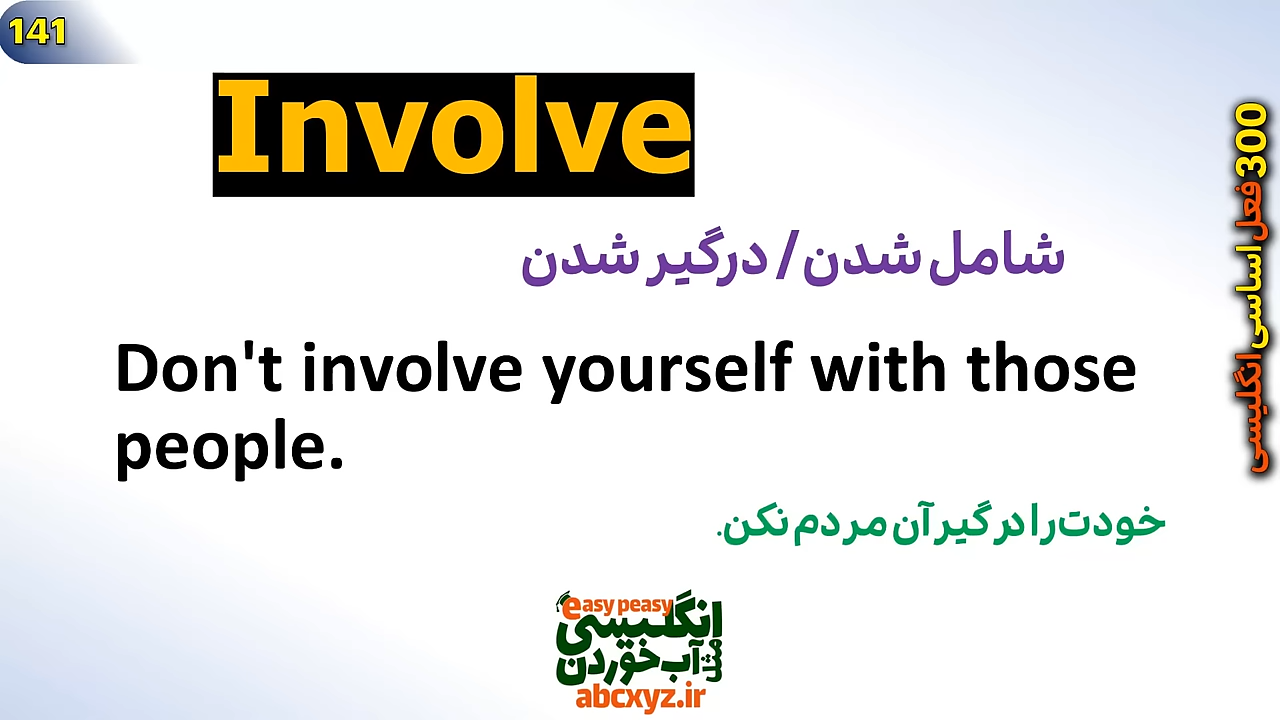 141
Involve
شامل شدن / درگیر شدن
Don't involve yourself with those
people.
خودت را درگیر آن مردم نکن.
300 فعل اساسی انگلیسی
easy peasy
انگلیسی
مثل آب خوردن
abcxyz.ir